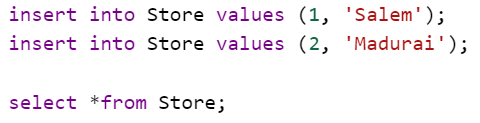 insert into Store values (1, 'Salem');
insert into Store values (2, 'Madurai');
select *from Store;